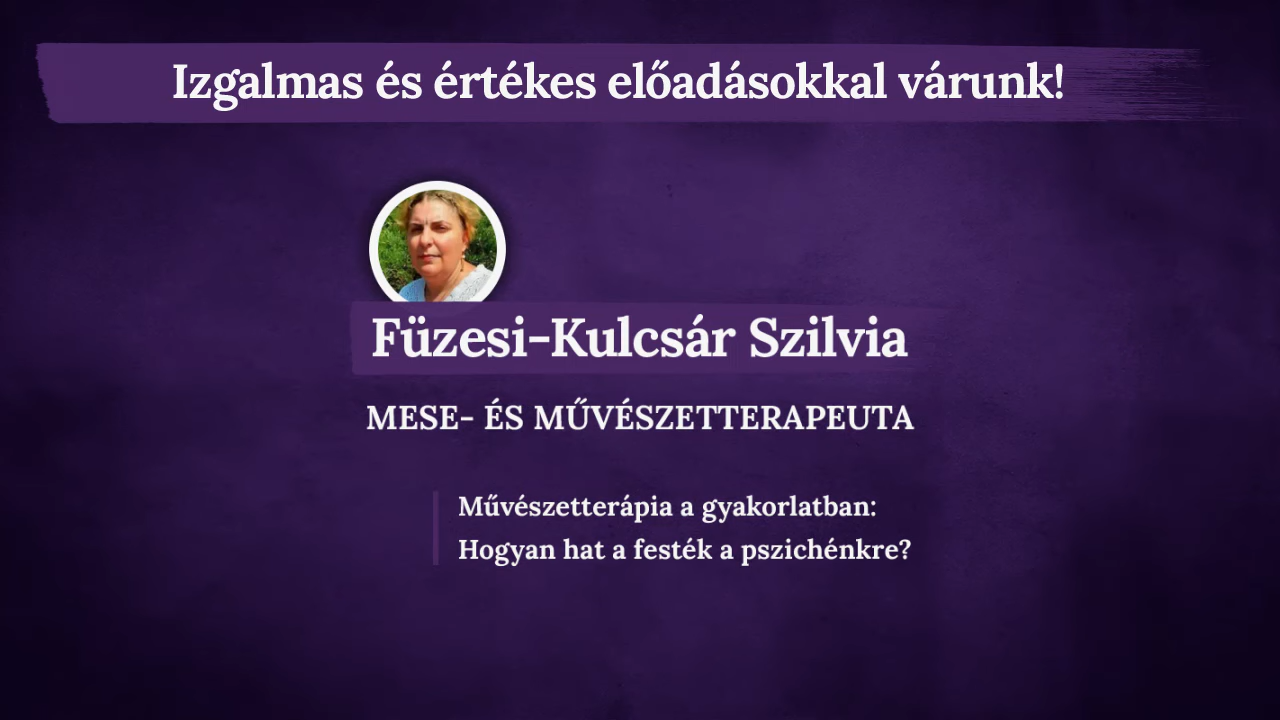 Izgalmas és értékes előadásokkal várunk!
Füzesi-Kulcsár Szilvia
MESE- ÉS MŰVÉSZETTERAPEUTA
Művészetterápia a gyakorlatban:
Hogyan hat a festék a pszichénkre?